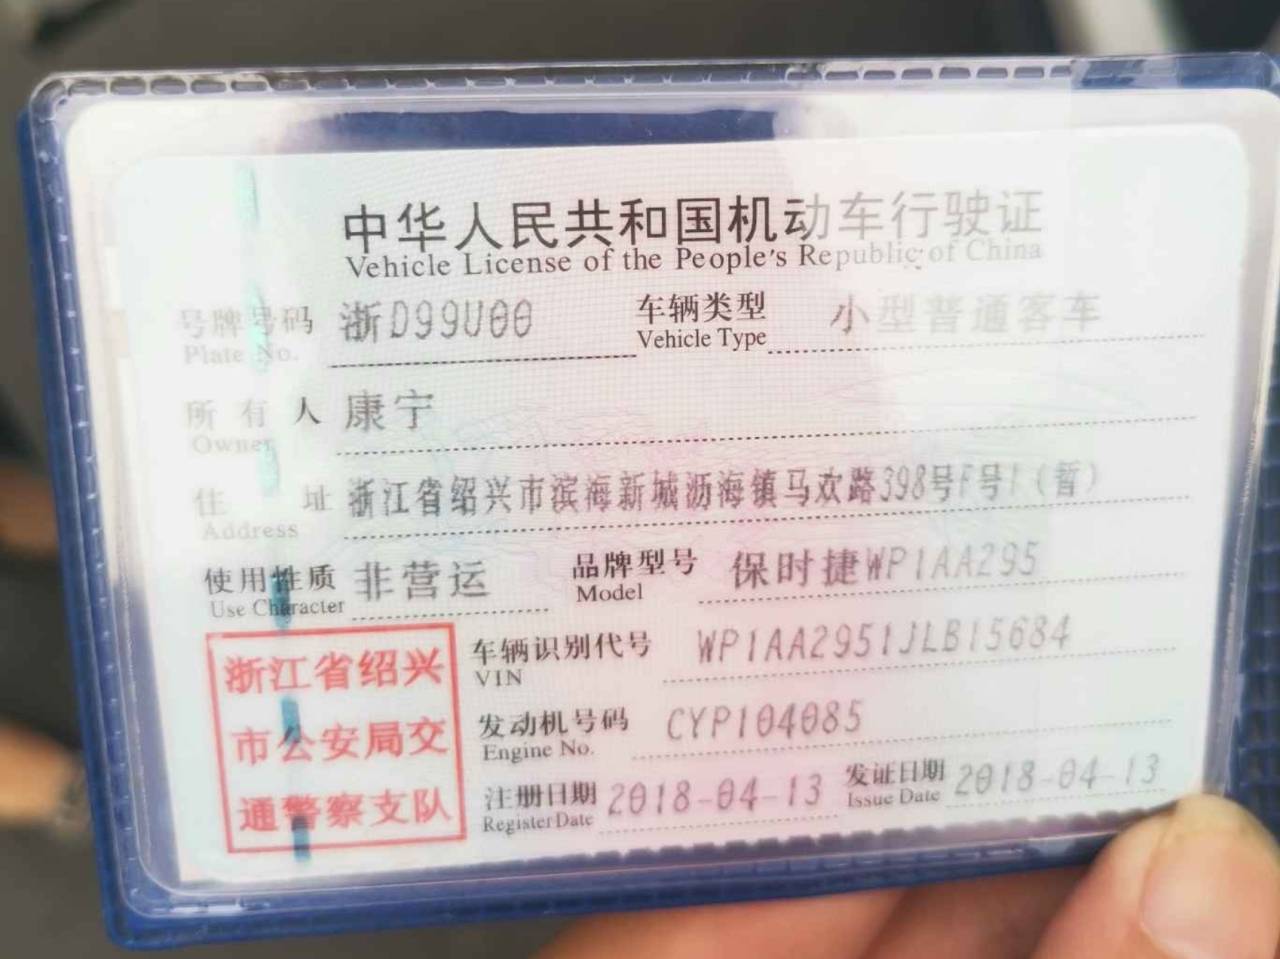 中华人民共和国机动车行驶证
Vehicle License of the People's Republic of China
号牌号码 浙D99U00 车辆类型 小型普通客车
Plate No. Vehicle Type
所有人 康宁
Owner
住址 浙江省绍兴市滨海新城沥海镇马欢路398号F号1(暂)
Address
使用性质 非营运 品牌型号 保时捷WP1AA295
Use Character Model
浙江省绍兴
市公安局交
通警察支队
车辆识别代号 WP1AA2951JLB15684
VIN
发动机号码 CYP104085
Engine No.
注册日期 2018-04-13 发证日期 2018-04-13
Register Date Issue Date